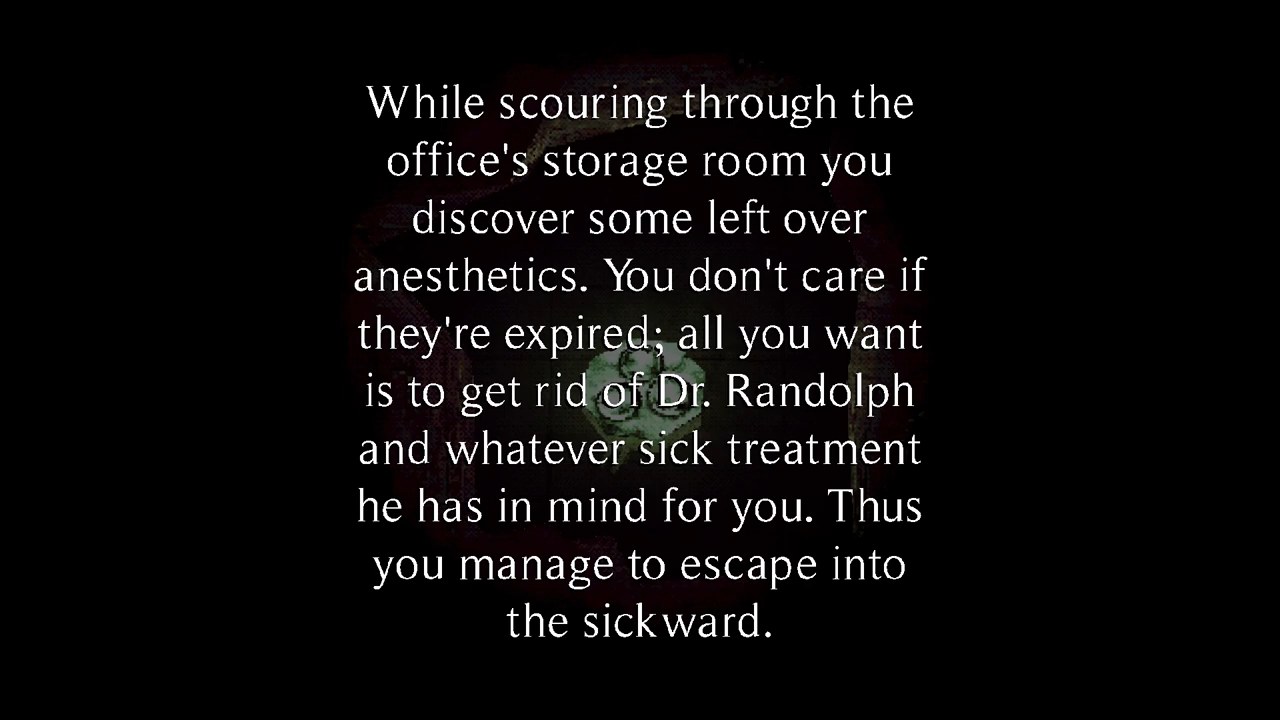 While scouring through the
office's storage room you
discover some left over
anesthetics. You don't care if
they're expired; all you want
is to get rid of Dr. Randolph
and whatever sick treatment
he has in mind for you. Thus
you manage to escape into
the sickward.